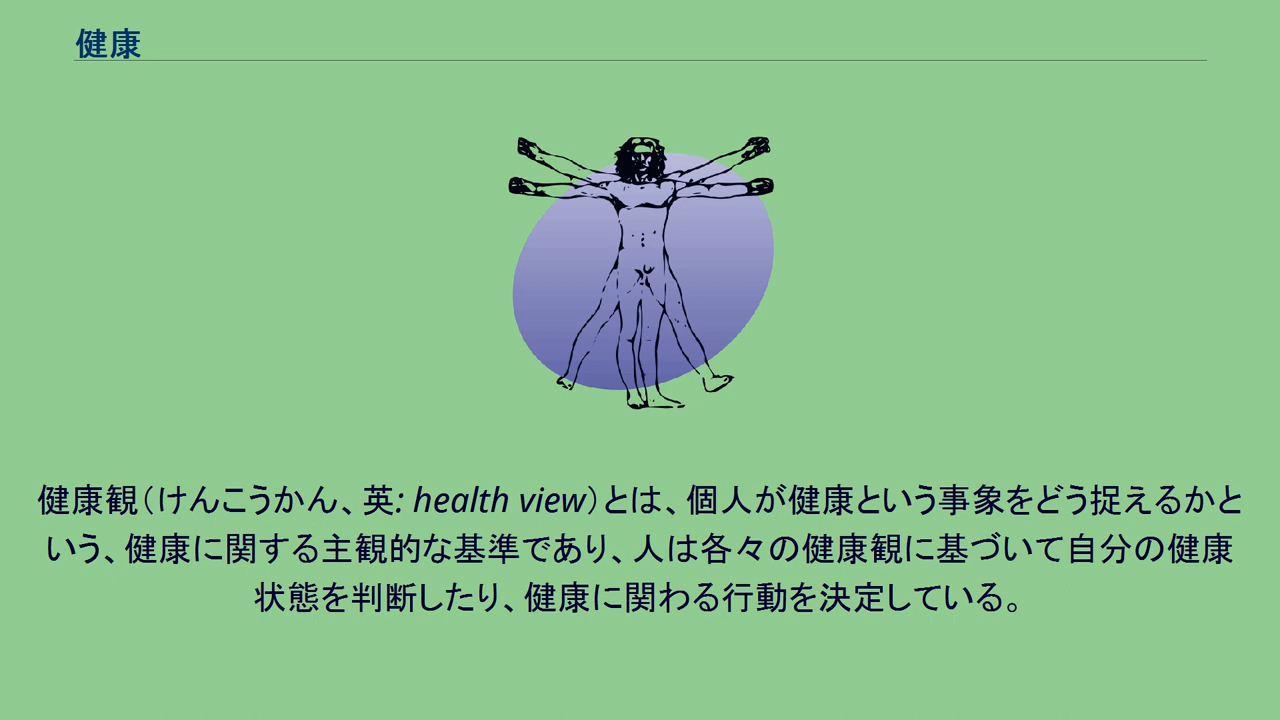 健康
健康観(けんこうかん、英: health view)とは、個人が健康という事象をどう捉えるかと
いう、健康に関する主観的な基準であり、人は各々の健康観に基づいて自分の健康
状態を判断したり、健康に関わる行動を決定している。